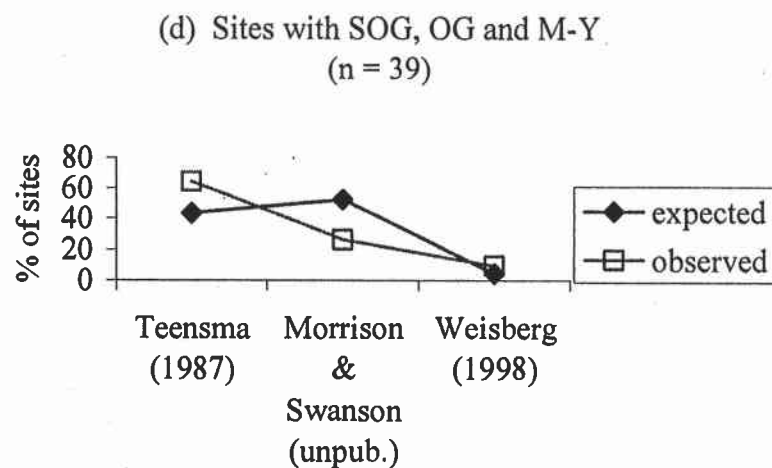 (d) Sites with SOG, OG and M-Y
(n = 39)
% of sites
80
60
40
20
0
expected
observed
Teensma
(1987)
Morrison
&
Swanson
(unpub.)
Weisberg
(1998)